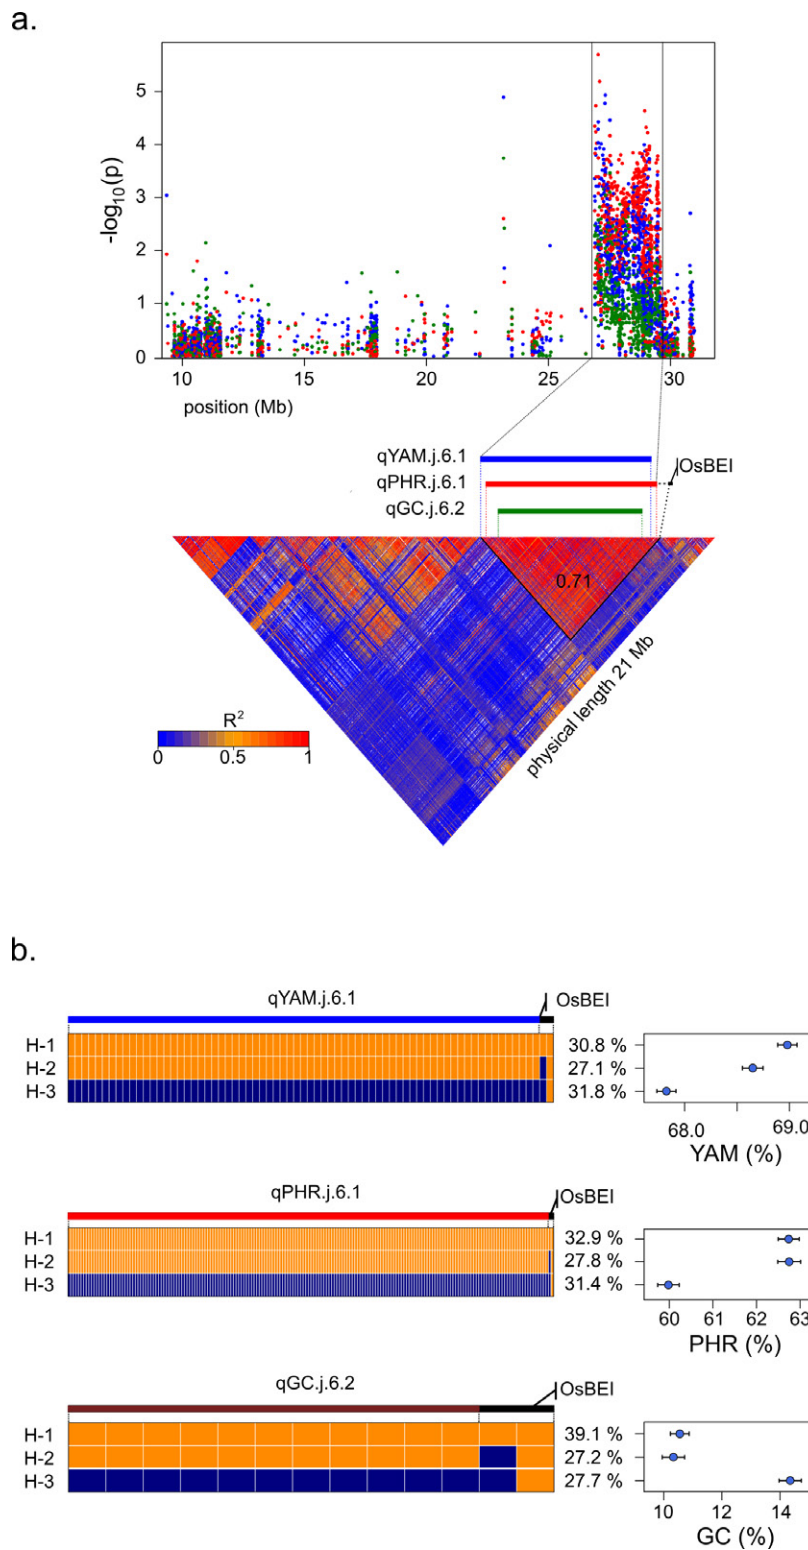 a.
5
4
3
2
1
0
-log10(p)
10 15 20 25 30
position (Mb)
qYAM.j.6.1
qPHR.j.6.1
OsBEI
qGC.j.6.2
0.71
physical length 21 Mb
R2
0 0.5 1
b.
qYAM.j.6.1 OsBEI
H-1 30.8 %
H-2 27.1 %
H-3 31.8 %
68.0 69.0
YAM (%)
qPHR.j.6.1 OsBEI
H-1 32.9 %
H-2 27.8 %
H-3 31.4 %
60 61 62 63
PHR (%)
qGC.j.6.2 OsBEI
H-1 39.1 %
H-2 27.2 %
H-3 27.7 %
10 12 14
GC (%)